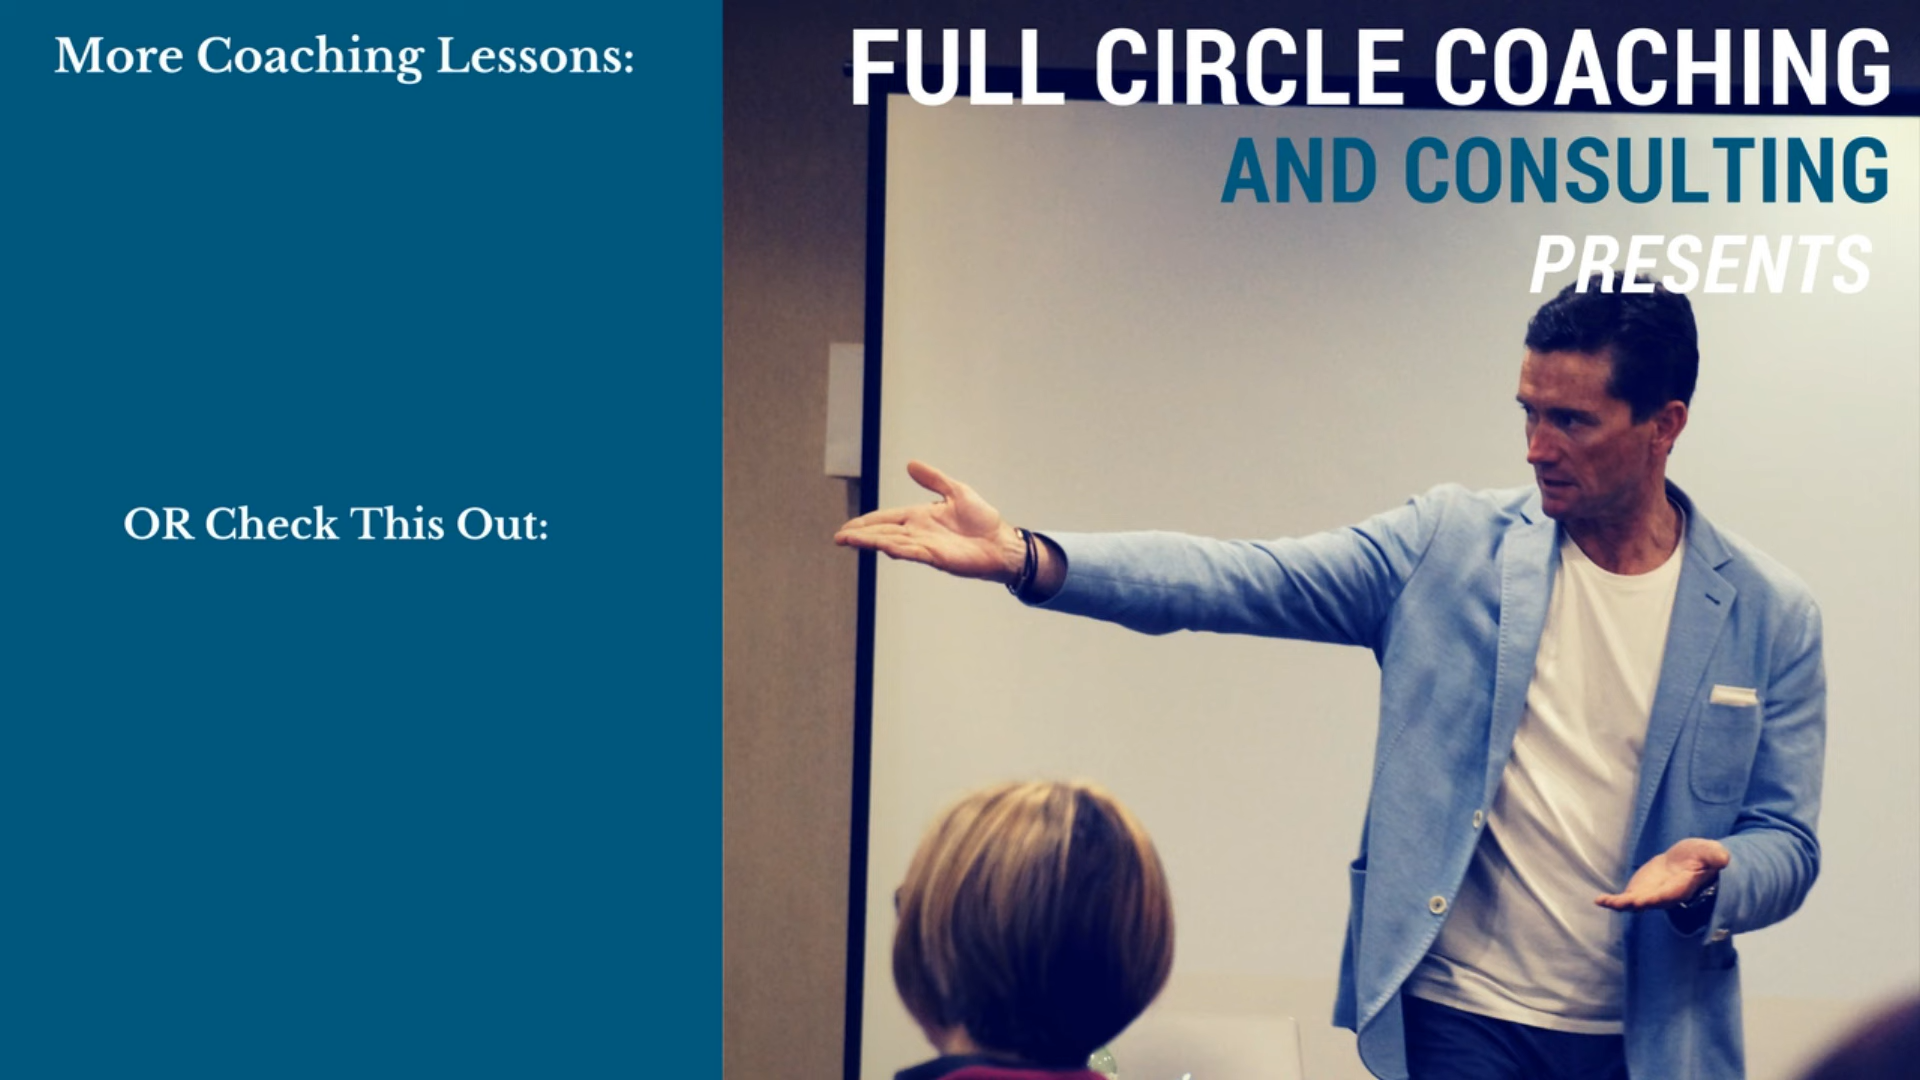 More Coaching Lessons:
OR Check This Out:
FULL CIRCLE COACHING
AND CONSULTING
PRESENTS